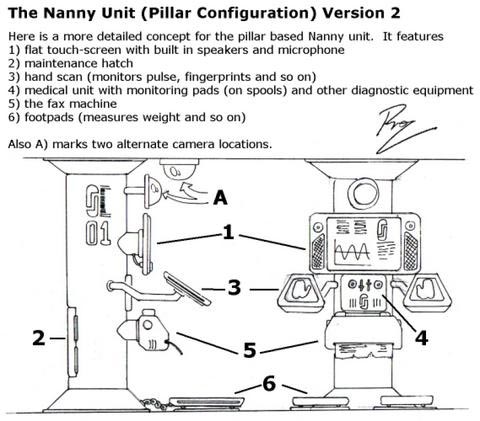 The Nanny Unit (Pillar Configuration) Version 2
Here is a more detailed concept for the pillar based Nanny unit.  It features
1) flat touch-screen with built in speakers and microphone
2) maintenance hatch
3) hand scan (monitors pulse, fingerprints and so on)
4) medical unit with monitoring pads (on spools) and other diagnostic equipment
5) the fax machine
6) footpads (measures weight and so on)
Also A) marks two alternate camera locations.
A
01
1
3
2
4
5
6